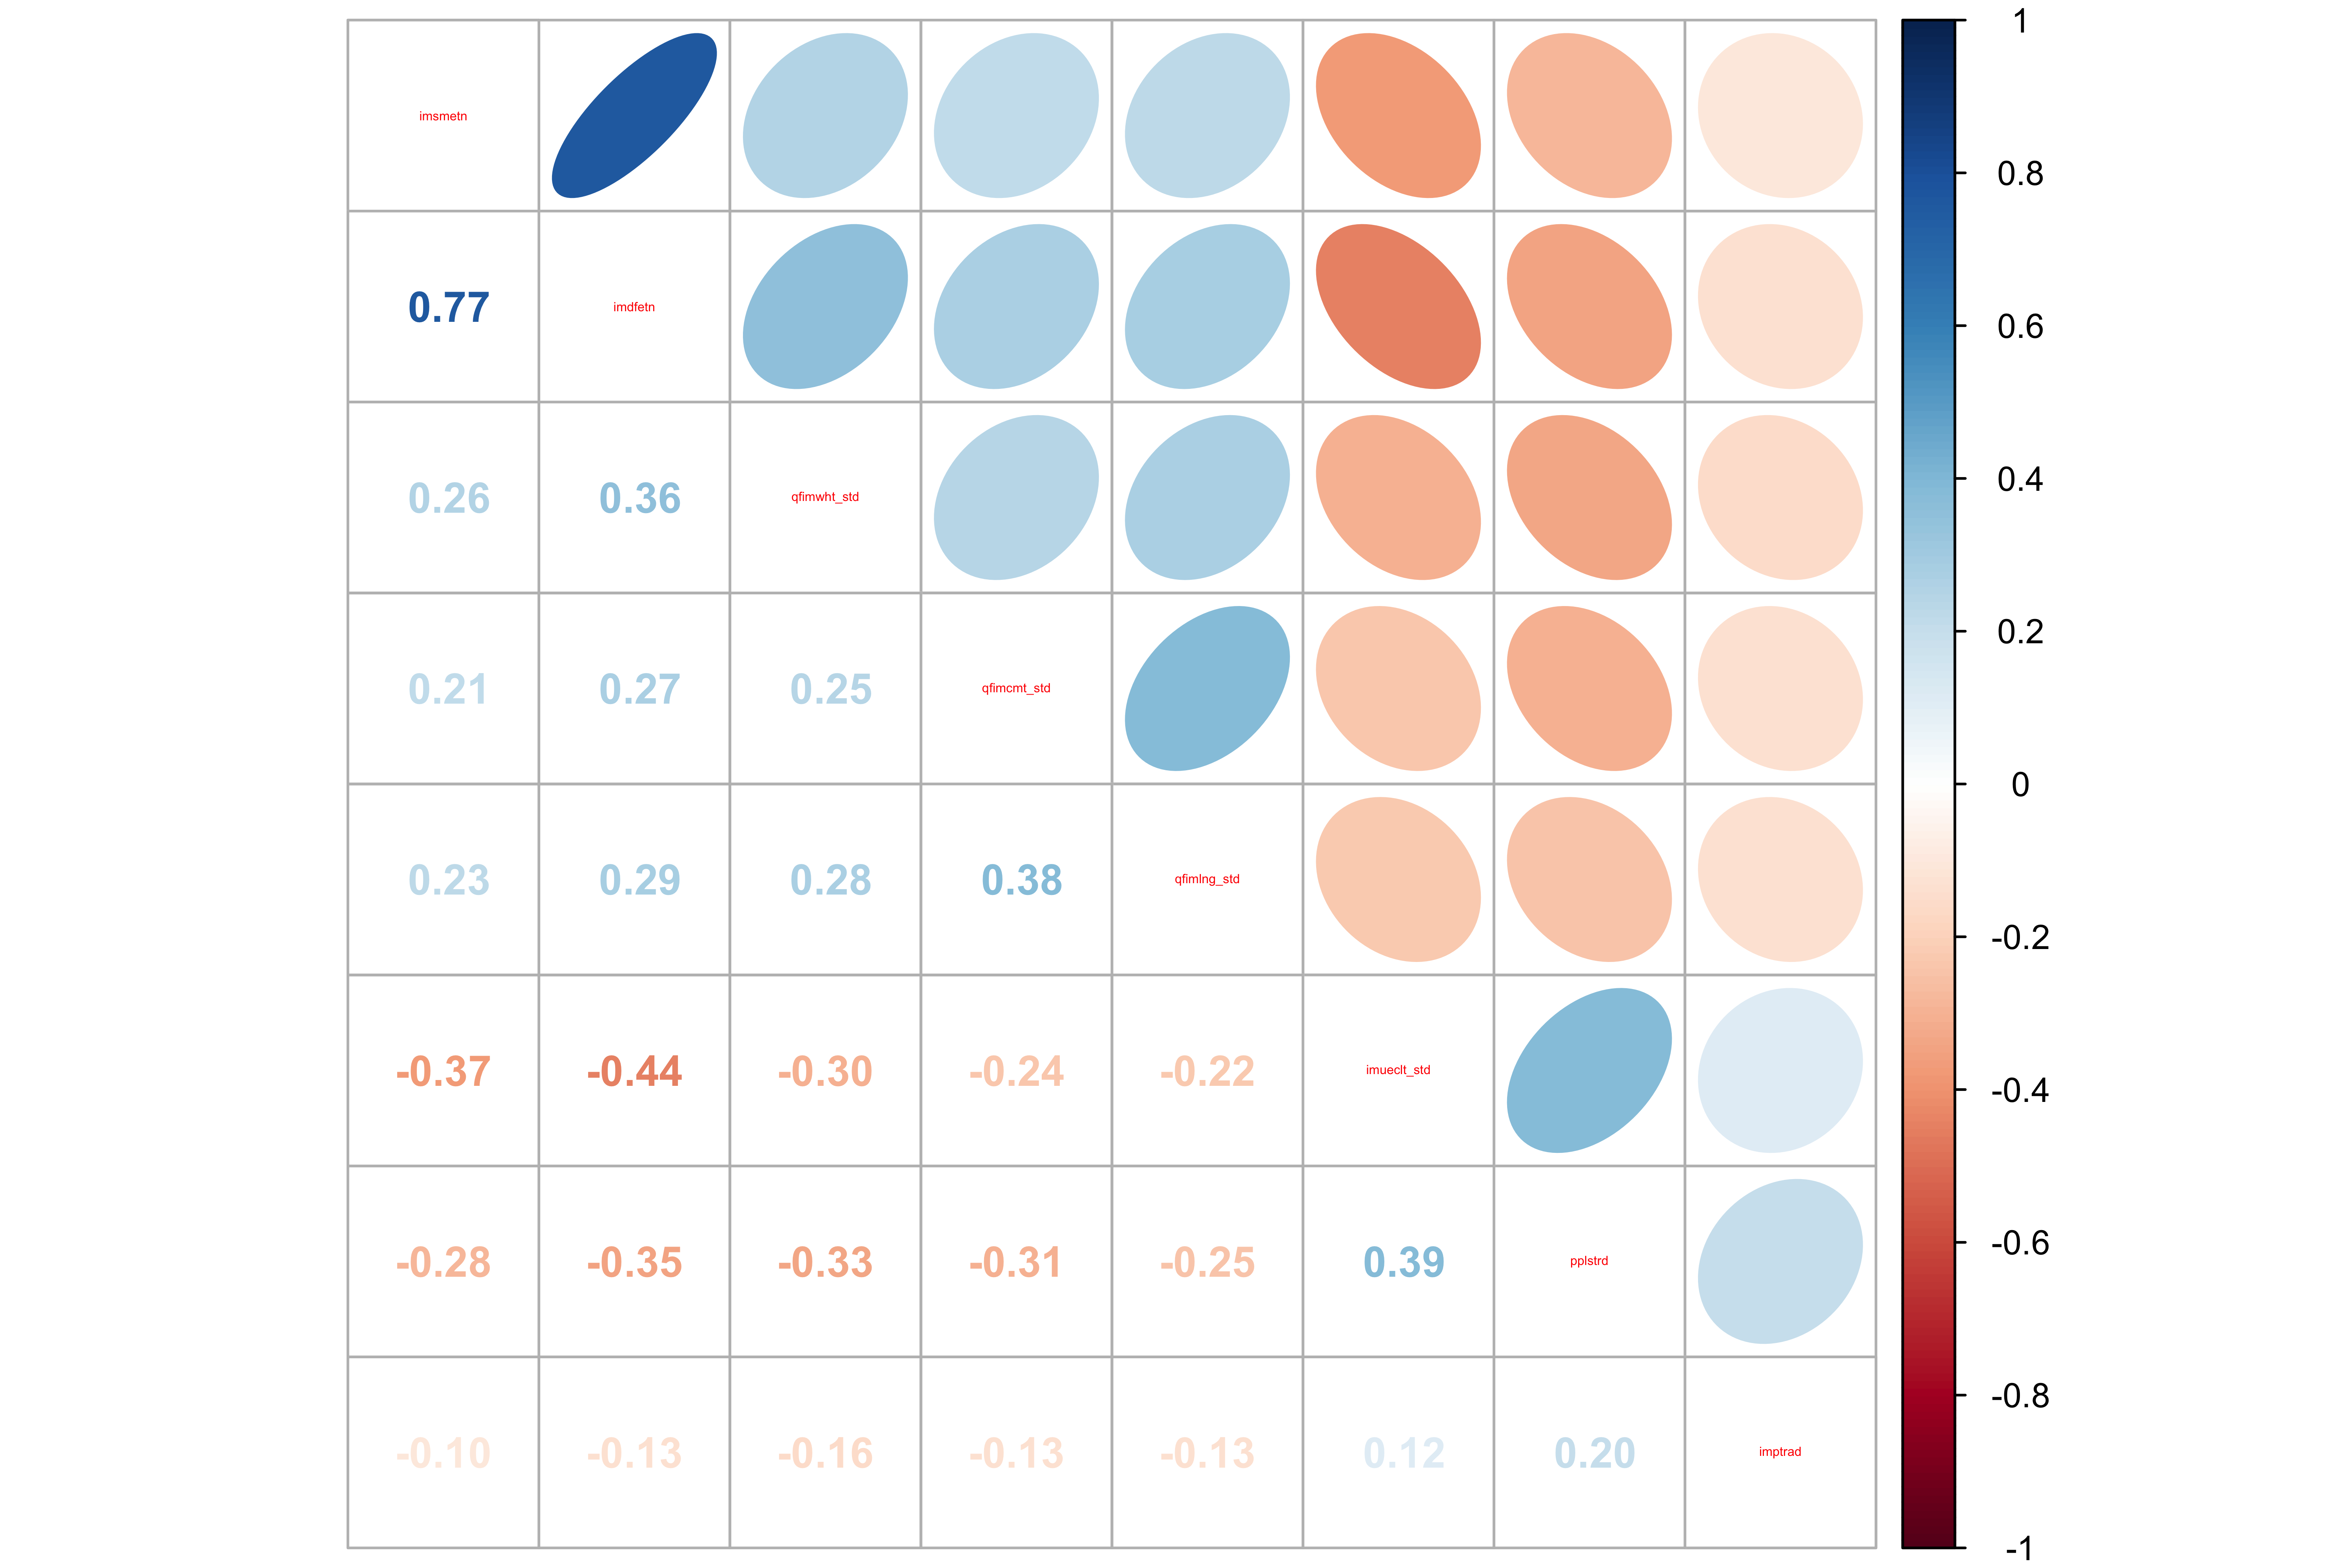 imsmetn
0.77 imdfetn
0.26 0.36 qfimwht_std
0.21 0.27 0.25 qfimcmt_std
0.23 0.29 0.28 0.38 qfimlng_std
-0.37 -0.44 -0.30 -0.24 -0.22 imueclt_std
-0.28 -0.35 -0.33 -0.31 -0.25 0.39 pplstrd
-0.10 -0.13 -0.16 -0.13 -0.13 0.12 0.20 imptrad
1
0.8
0.6
0.4
0.2
0
-0.2
-0.4
-0.6
-0.8
-1